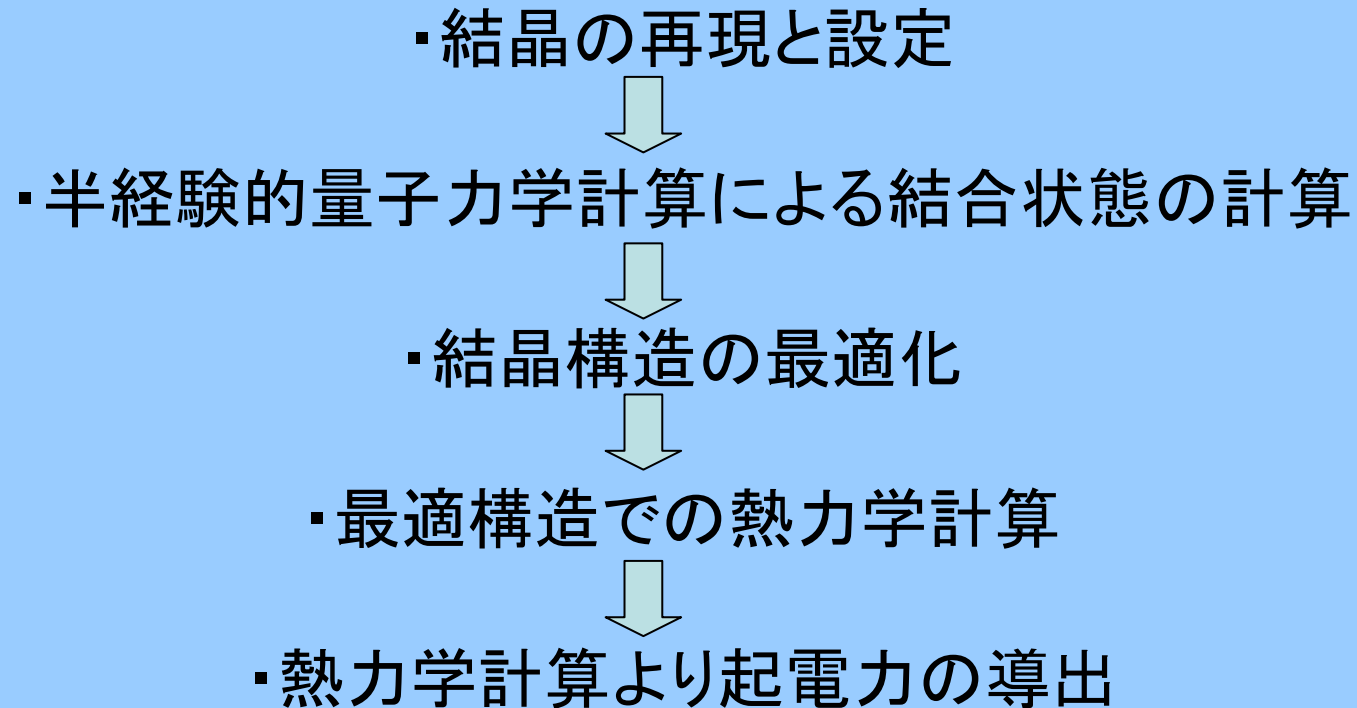 ・結晶の再現と設定
・半経験的量子力学計算による結合状態の計算
・結晶構造の最適化
・最適構造での熱力学計算
・熱力学計算より起電力の導出